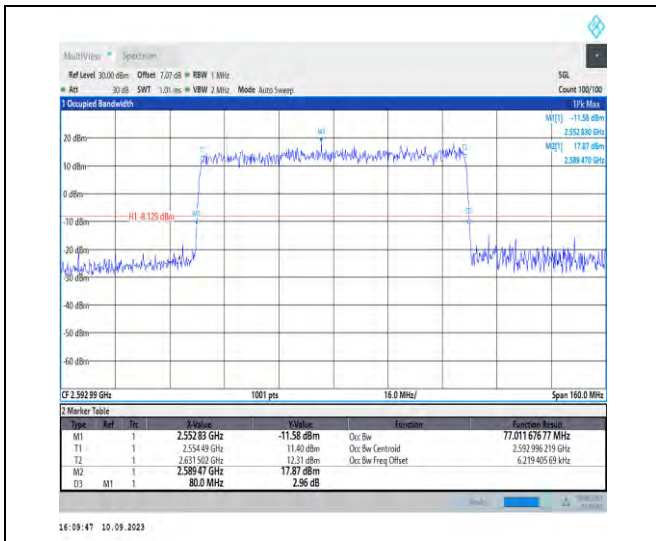 MultiView Spectrum
Ref Level 30.00 dBm Offset 7.07 dB RBW 1 MHz SGL
Att 30 dB SWT 1.01 ms VBW 2 MHz Mode Auto Sweep Count 100/100
1 Occupied Bandwidth 1Pk Max
M1[1] -11.58 dBm
2.552 830 GHz
M2[1] 17.87 dBm
2.589 470 GHz
M2
20 dBm
10 dBm
0 dBm
H1 -8.129 dBm
M1
D3
-10 dBm
-20 dBm
-30 dBm
-40 dBm
-50 dBm
-60 dBm
CF 2.592 99 GHz 1001 pts 16.0 MHz/ Span 160.0 MHz
2 Marker Table
Type Ref Trc X-Value Y-Value Function Function Result
M1 1 2.552 83 GHz -11.58 dBm Occ Bw 77.011 676 77 MHz
T1 1 2.554 49 GHz 11.40 dBm Occ Bw Centroid 2.592 996 219 GHz
T2 1 2.631 502 GHz 12.31 dBm Occ Bw Freq Offset 6.219 405 69 kHz
M2 1 2.589 47 GHz 17.87 dBm
D3 M1 1 80.0 MHz 2.96 dB
16:09:47 10.09.2023